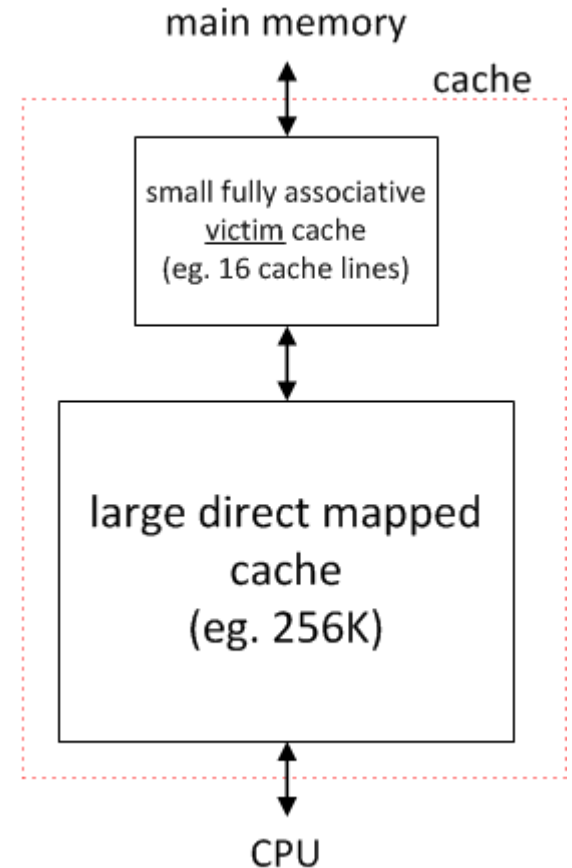 main memory
cache
small fully associative
victim cache
(eg. 16 cache lines)
large direct mapped
cache
(eg. 256K)
CPU